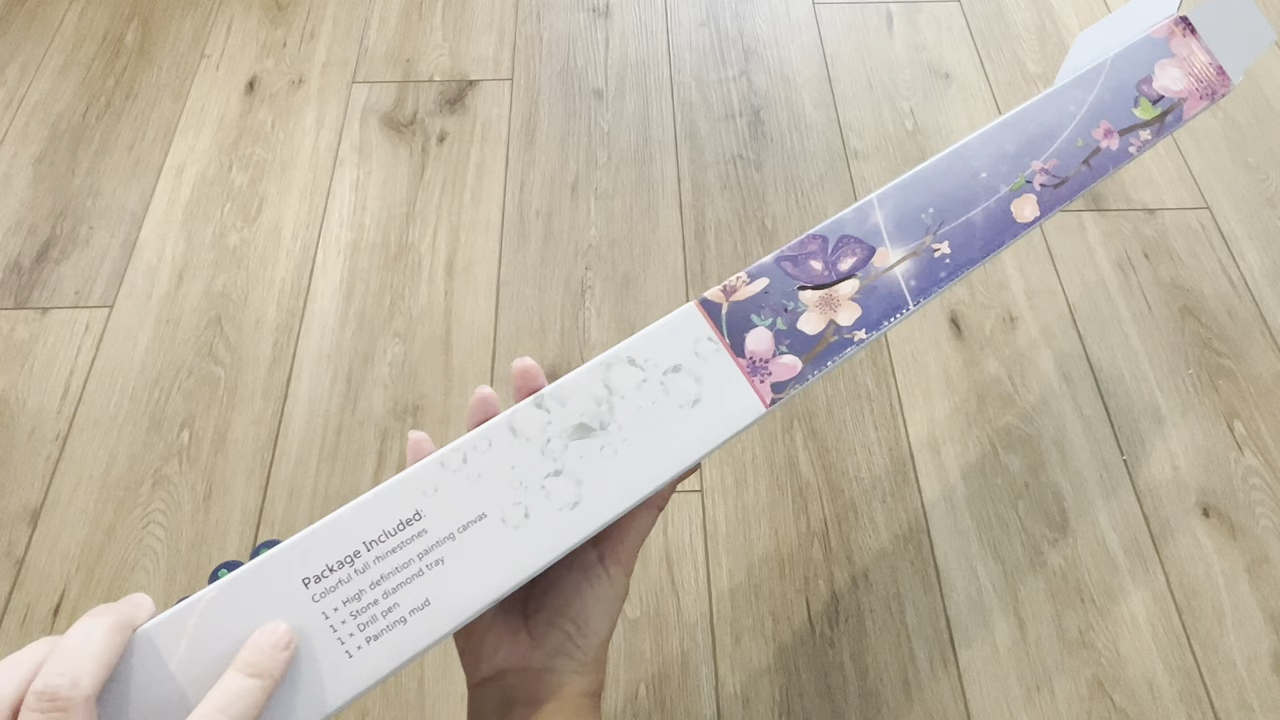 Package Included:
Colorful full rhinestones
1 × High definition painting canvas
1 × Stone diamond tray
1 × Drill pen
1 × Painting mud